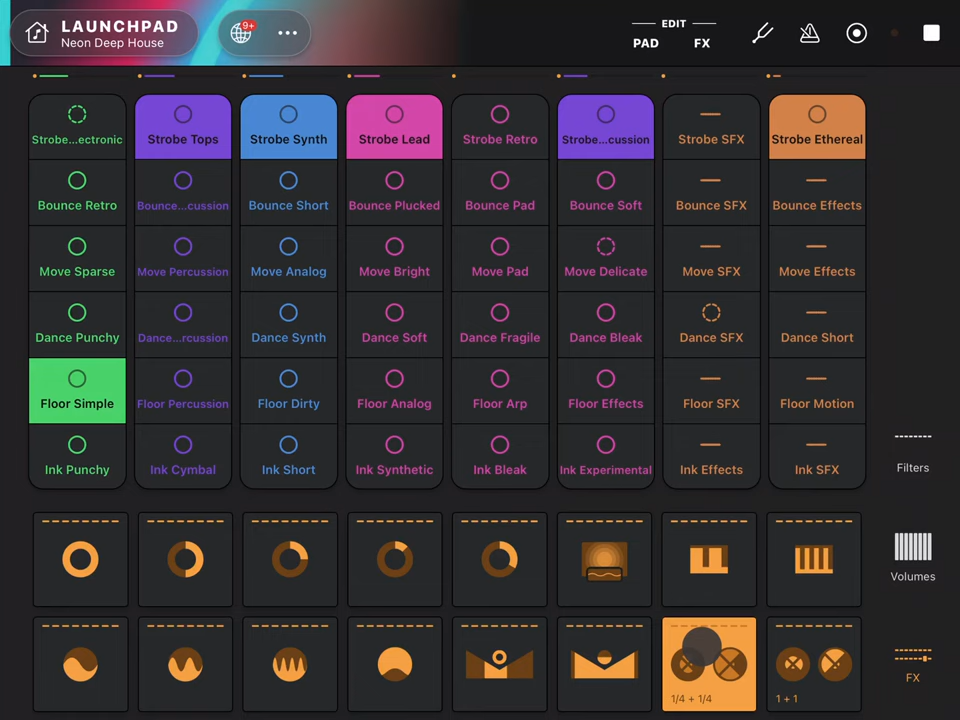 LAUNCHPAD
Neon Deep House
9+
EDIT
PAD FX
Strobe...ectronic Strobe Tops Strobe Synth Strobe Lead Strobe Retro Strobe...cussion Strobe SFX Strobe Ethereal
Bounce Retro Bounce...cussion Bounce Short Bounce Plucked Bounce Pad Bounce Soft Bounce SFX Bounce Effects
Move Sparse Move Percussion Move Analog Move Bright Move Pad Move Delicate Move SFX Move Effects
Dance Punchy Dance...rcussion Dance Synth Dance Soft Dance Fragile Dance Bleak Dance SFX Dance Short
Floor Simple Floor Percussion Floor Dirty Floor Analog Floor Arp Floor Effects Floor SFX Floor Motion
Ink Punchy Ink Cymbal Ink Short Ink Synthetic Ink Bleak Ink Experimental Ink Effects Ink SFX
Filters
Volumes
FX
1/4 + 1/4 1 + 1